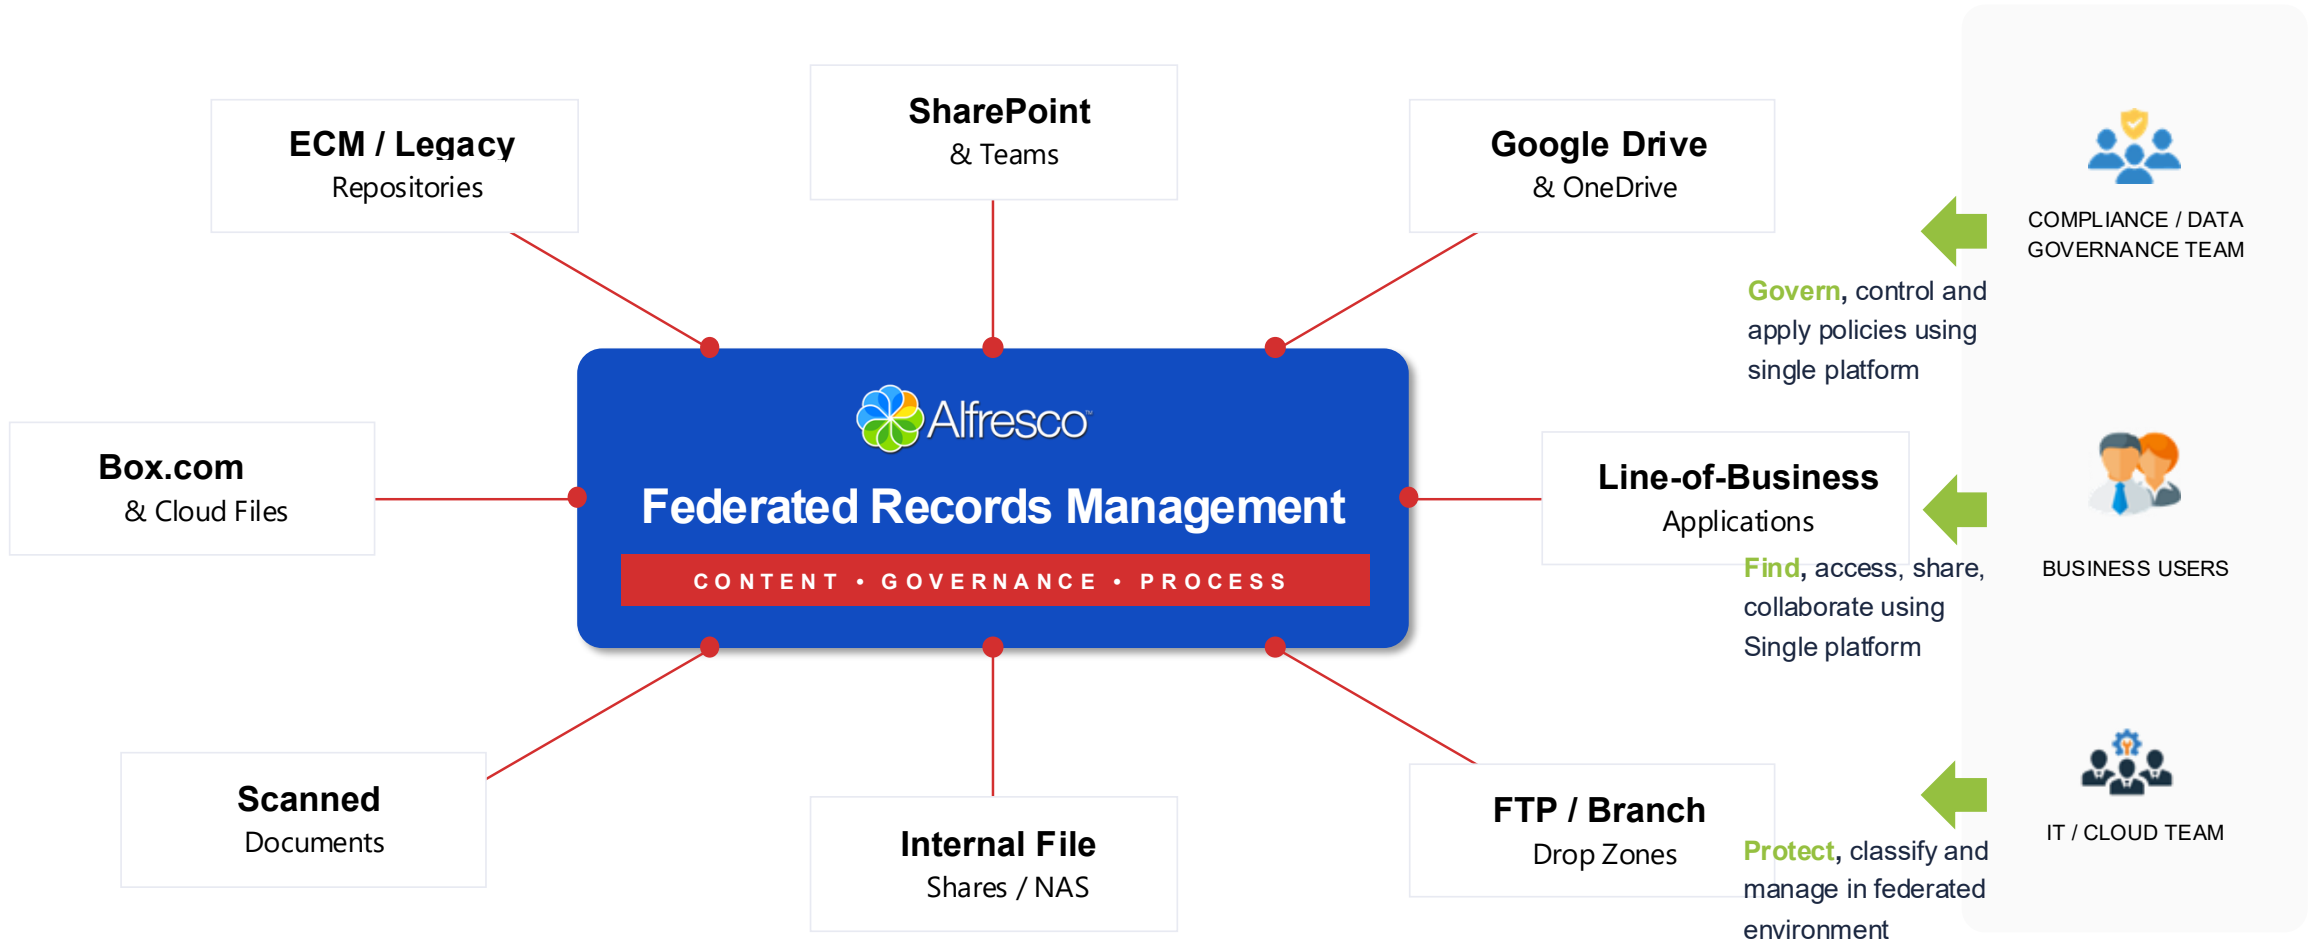 ECM / Legacy
Repositories
SharePoint
& Teams
Google Drive
& OneDrive
COMPLIANCE / DATA
GOVERNANCE TEAM
Govern, control and
apply policies using
single platform
Alfresco™
Federated Records Management
CONTENT • GOVERNANCE • PROCESS
Box.com
& Cloud Files
Line-of-Business
Applications
Find, access, share,
collaborate using
Single platform
BUSINESS USERS
Scanned
Documents
Internal File
Shares / NAS
FTP / Branch
Drop Zones
Protect, classify and
manage in federated
environment
IT / CLOUD TEAM